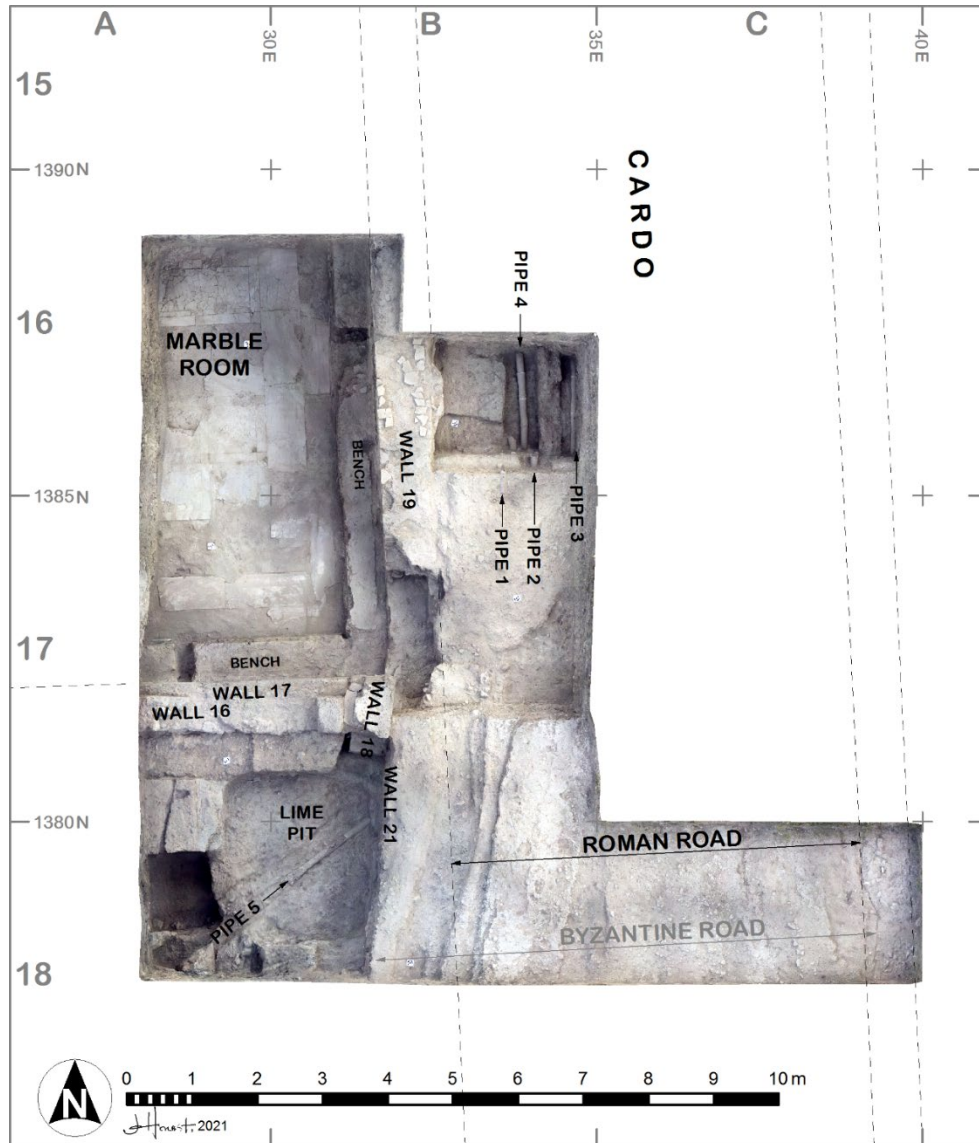 A
B
C
30E
35E
40E
15
1390N
CARDO
PIPE 4
16
MARBLE
ROOM
BENCH
WALL 19
1385N
PIPE 1
PIPE 2
PIPE 3
17
BENCH
WALL 17
WALL 16
WALL 18
WALL 21
LIME
PIT
1380N
ROMAN ROAD
PIPE 5
BYZANTINE ROAD
18
N
0 1 2 3 4 5 6 7 8 9 10 m
2021